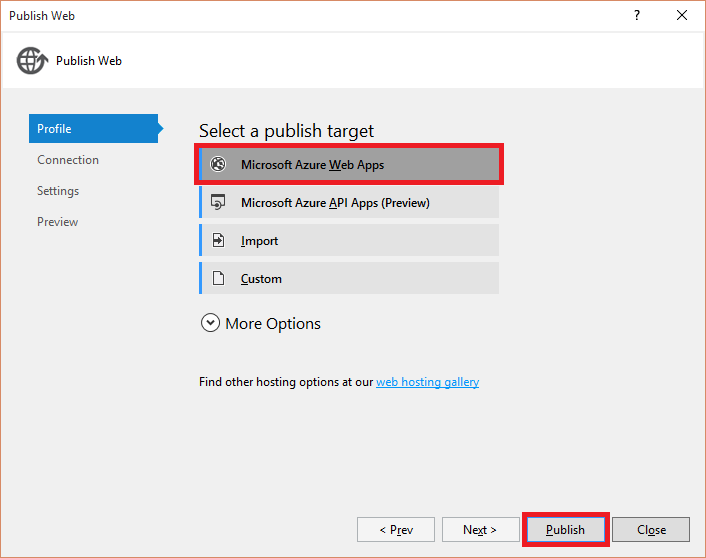 Publish Web
?
Publish Web
Profile
Connection
Settings
Preview
Select a publish target
Microsoft Azure Web Apps
Microsoft Azure API Apps (Preview)
Import
Custom
More Options
Find other hosting options at our web hosting gallery
< Prev
Next >
Publish
Close